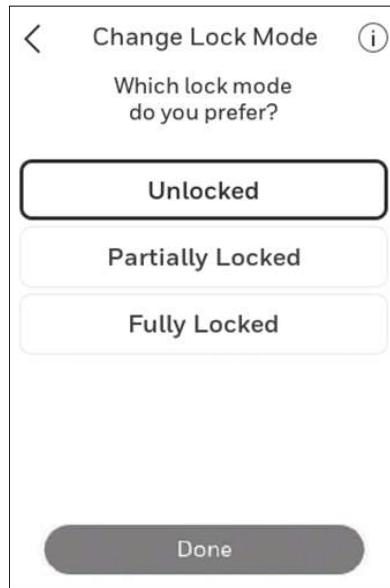 Change Lock Mode
Which lock mode
do you prefer?
Unlocked
Partially Locked
Fully Locked
Done